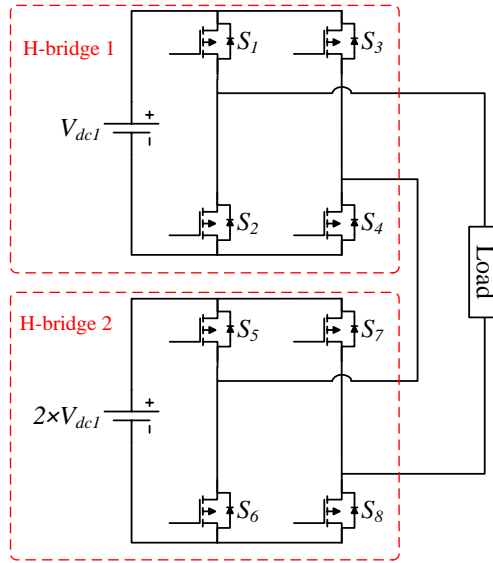 H-bridge 1
S1
S3
Vdc1
+
S2
S4
Load
H-bridge 2
S5
S7
2×Vdc1
+
S6
S8